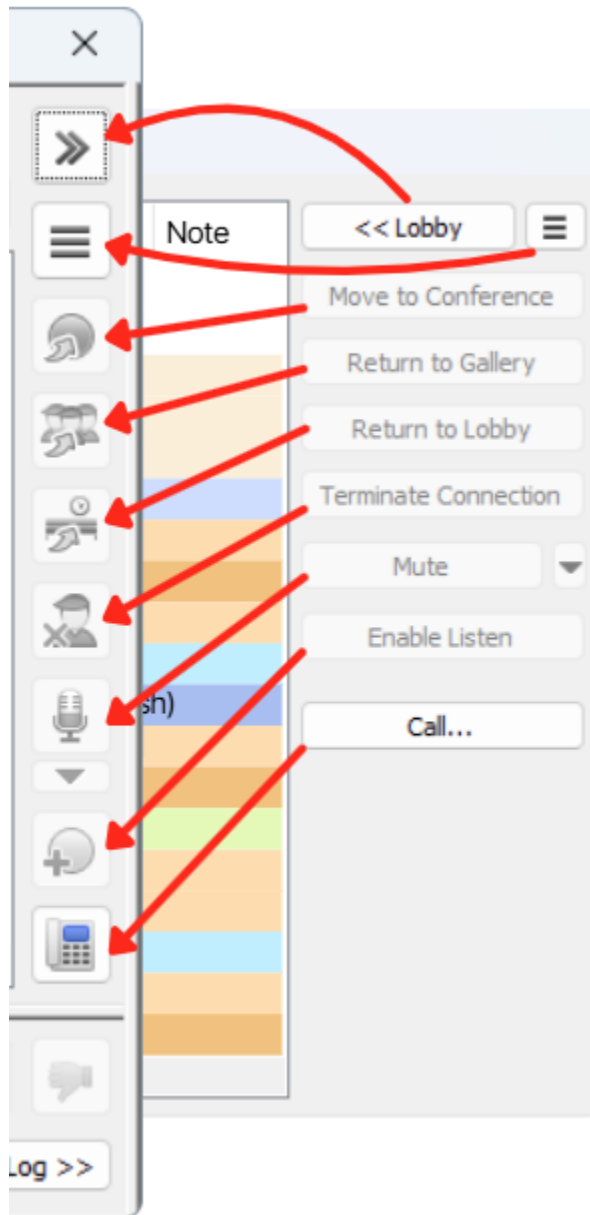 Note
<< Lobby
Move to Conference
Return to Gallery
Return to Lobby
Terminate Connection
Mute
Enable Listen
sh)
Call...
Log >>